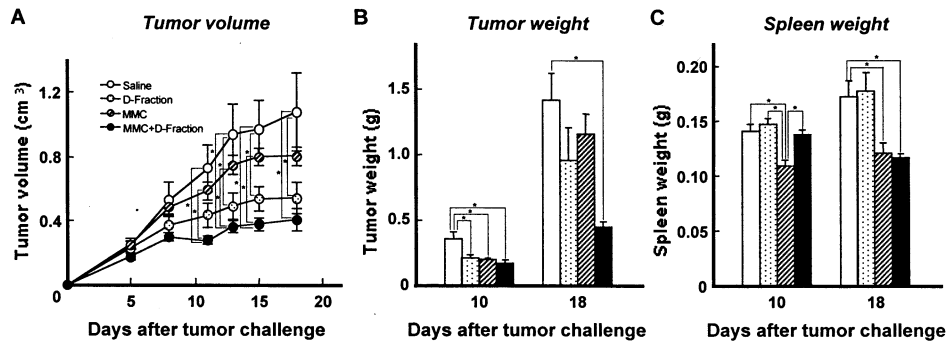 A
Tumor volume
Tumor volume (cm 3)
1.2
0.8
0.4
0
Saline
D-Fraction
MMC
MMC+D-Fraction
* * * * * * * * * *
0 5 10 15 20
Days after tumor challenge
B
Tumor weight
Tumor weight (g)
1.5
1.0
0.5
0
*
*
*
*
10 18
Days after tumor challenge
C
Spleen weight
Spleen weight (g)
0.20
0.15
0.10
0.05
0
* *
*
* *
10 18
Days after tumor challenge